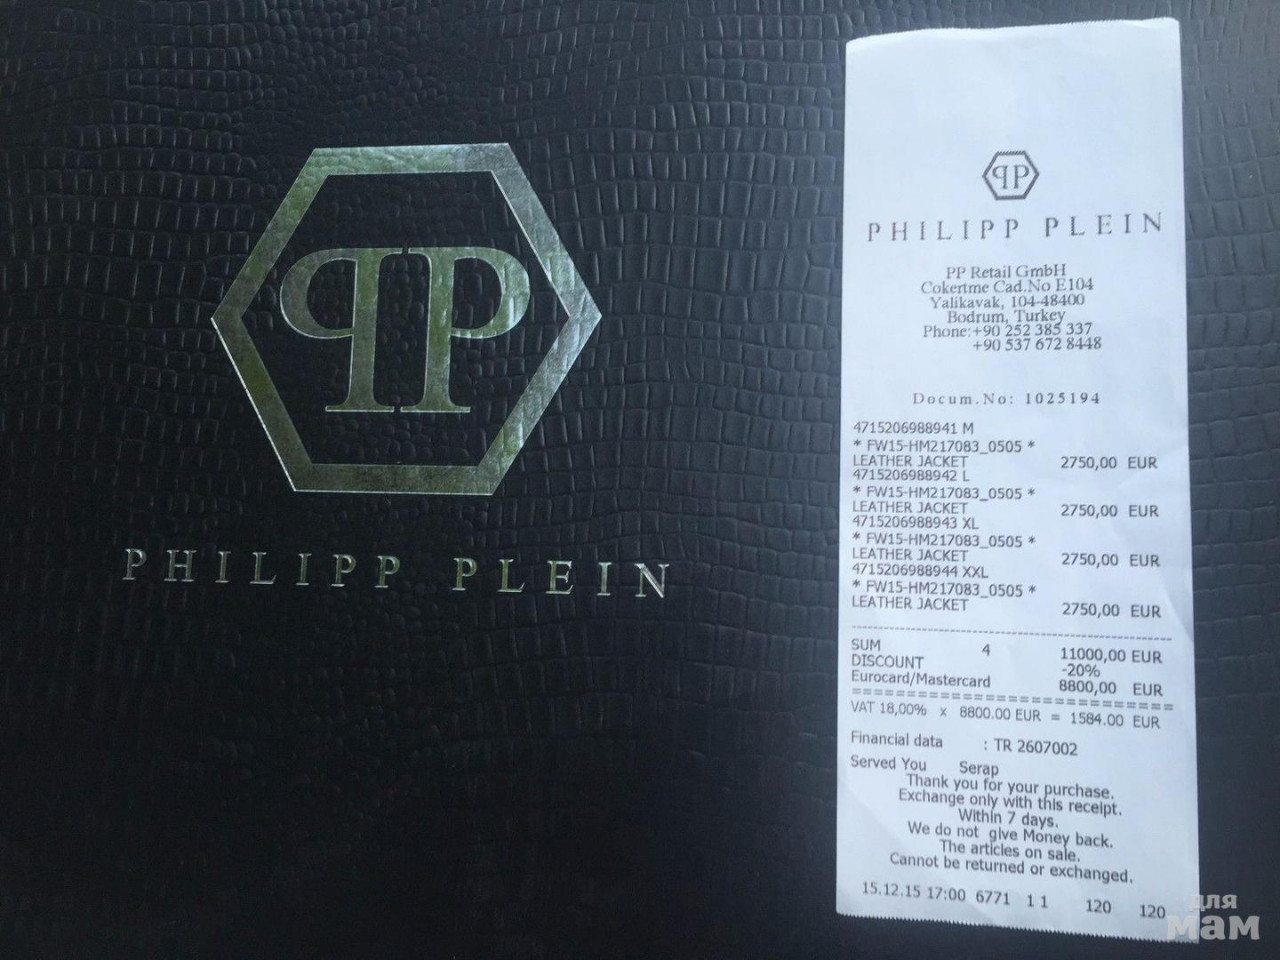 PHILIPP PLEIN
PHILIPP PLEIN
PP Retail GmbH
Cokertme Cad.No E104
Yalikavak, 104-48400
Bodrum, Turkey
Phone:+90 252 385 337
+90 537 672 8448
Docum.No: 1025194
4715206988941 M
* FW15-HM217083_0505 *
LEATHER JACKET 2750,00 EUR
4715206988942 L
* FW15-HM217083_0505 *
LEATHER JACKET 2750,00 EUR
4715206988943 XL
* FW15-HM217083_0505 *
LEATHER JACKET 2750,00 EUR
4715206988944 XXL
* FW15-HM217083_0505 *
LEATHER JACKET 2750,00 EUR
SUM 4 11000,00 EUR
DISCOUNT -20%
Eurocard/Mastercard 8800,00 EUR
VAT 18,00% x 8800.00 EUR = 1584.00 EUR
Financial data : TR 2607002
Served You Serap
Thank you for your purchase.
Exchange only with this receipt.
Within 7 days.
We do not give Money back.
The articles on sale.
Cannot be returned or exchanged.
15.12.15 17:00 6771 1 1 120 120
для
мам